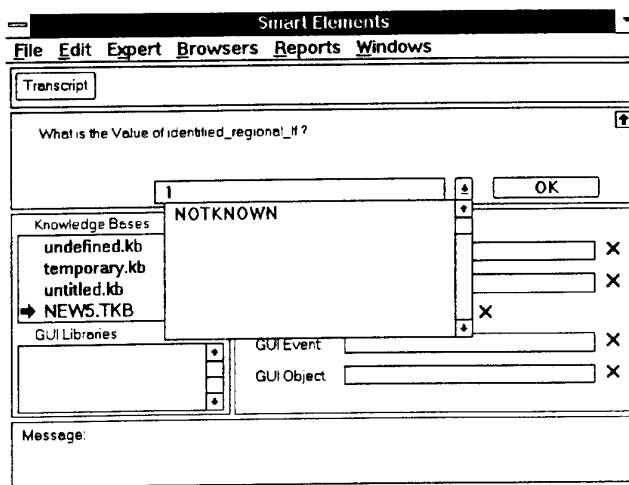 Smart Elements
File Edit Expert Browsers Reports Windows
Transcript
What is the Value of identified_regional_lf ?
1
OK
NOTKNOWN
Knowledge Bases
undefined.kb
temporary.kb
untitled.kb
NEW5.TKB
GUI Libraries
GUI Event
GUI Object
Message: